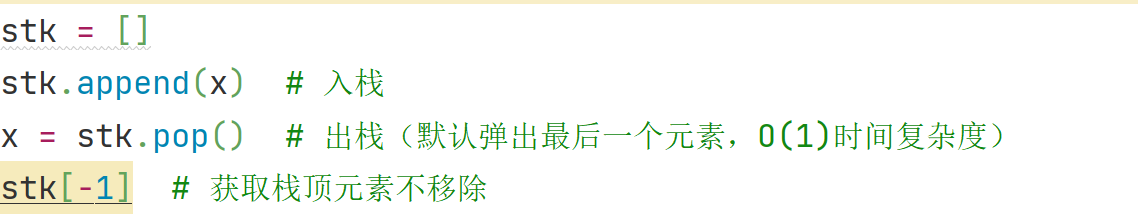 stk = []
stk.append(x)  # 入栈
x = stk.pop()  # 出栈（默认弹出最后一个元素，O(1)时间复杂度）
stk[-1]  # 获取栈顶元素不移除